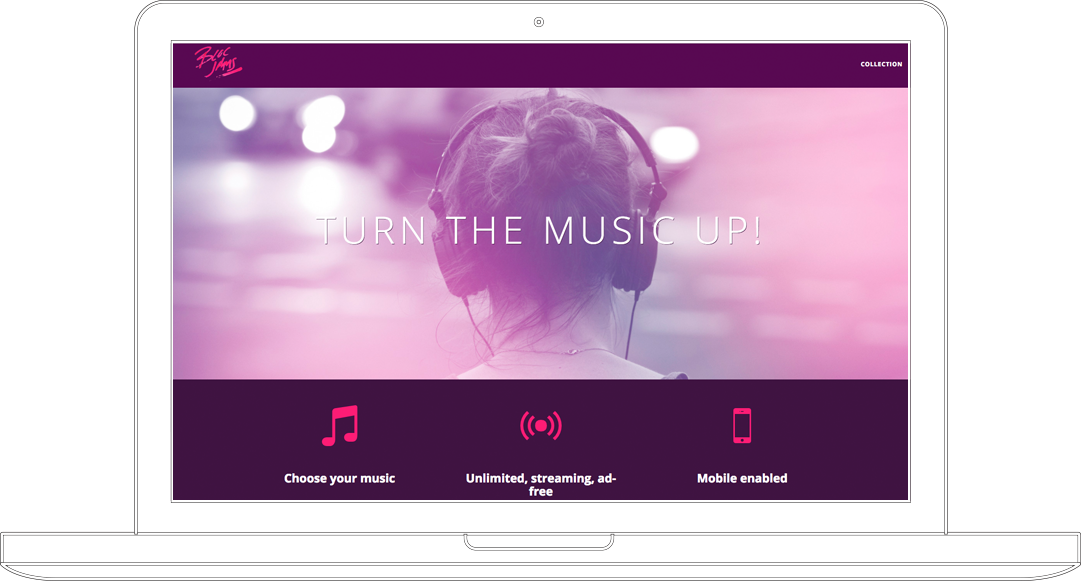 Bloc
Jams
COLLECTION
TURN THE MUSIC UP!
Choose your music
Unlimited, streaming, ad-
free
Mobile enabled